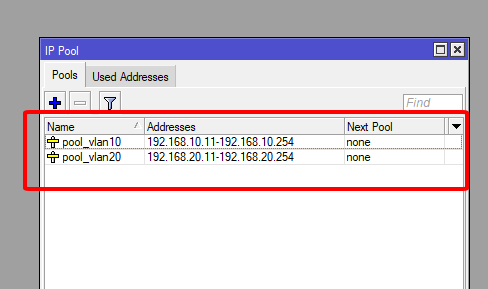 IP Pool
Pools Used Addresses
Find
Name Addresses Next Pool
pool_vlan10 192.168.10.11-192.168.10.254 none
pool_vlan20 192.168.20.11-192.168.20.254 none